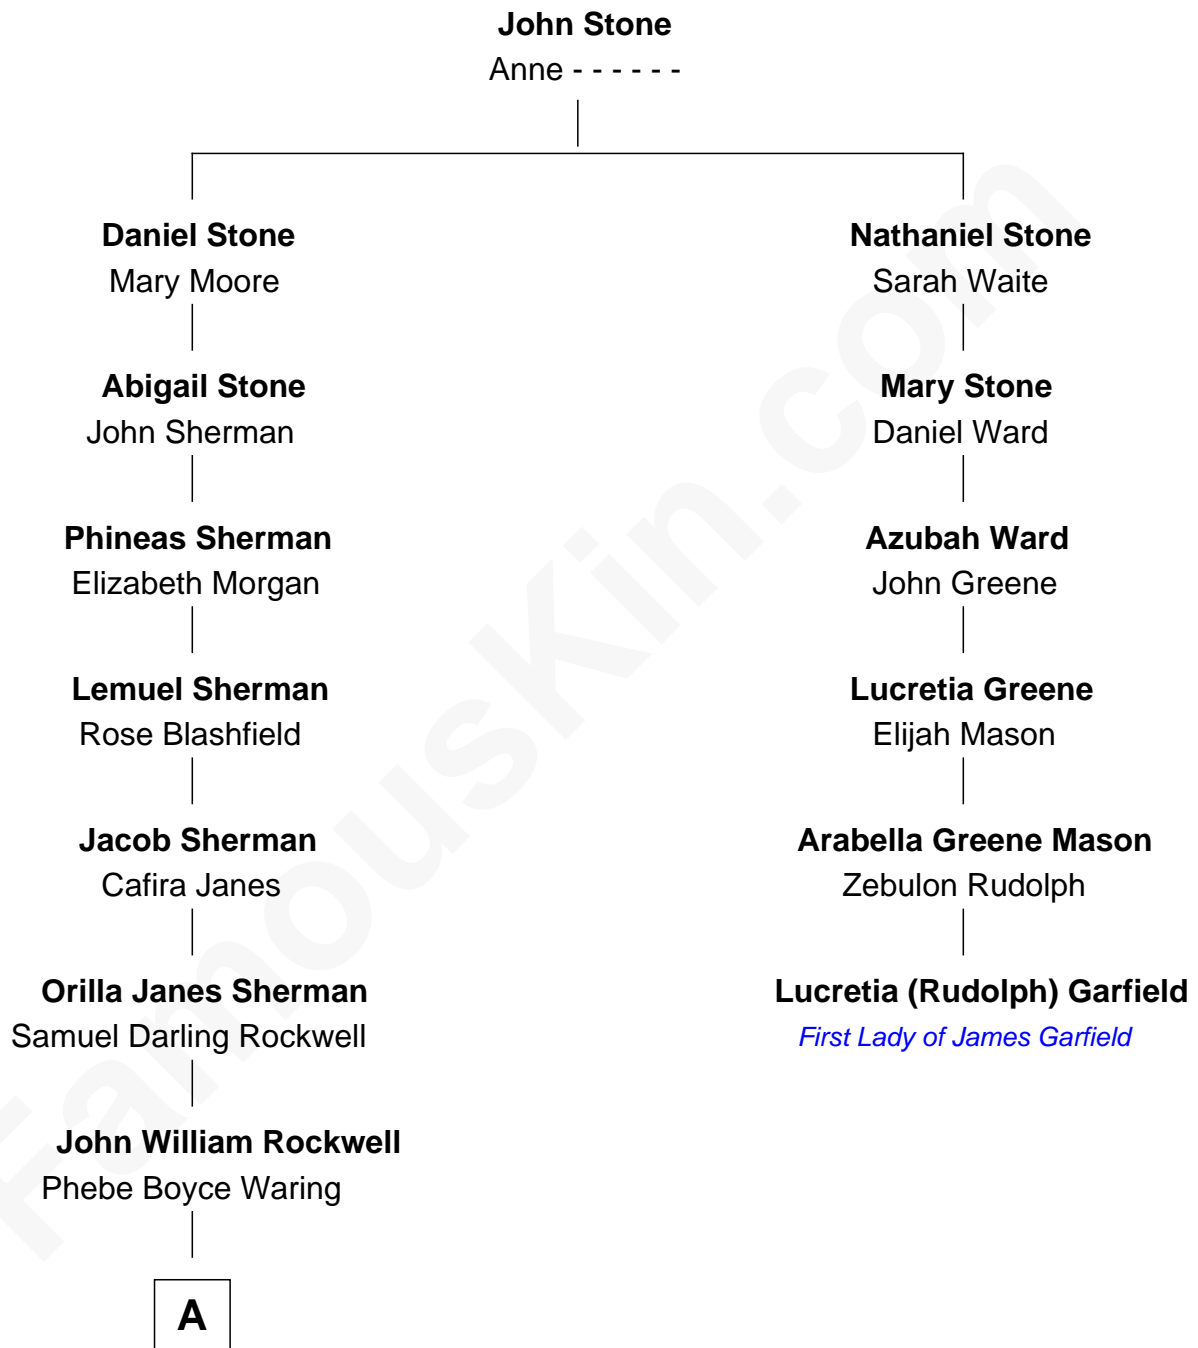 John Stone
Anne - - - - - -
Daniel Stone
Mary Moore
Nathaniel Stone
Sarah Waite
Abigail Stone
John Sherman
Mary Stone
Daniel Ward
Phineas Sherman
Elizabeth Morgan
Azubah Ward
John Greene
Lemuel Sherman
Rose Blashfield
Lucretia Greene
Elijah Mason
Jacob Sherman
Cafira Janes
Arabella Greene Mason
Zebulon Rudolph
Orilla Janes Sherman
Samuel Darling Rockwell
Lucretia (Rudolph) Garfield
First Lady of James Garfield
John William Rockwell
Phebe Boyce Waring
A
FamousKin.com